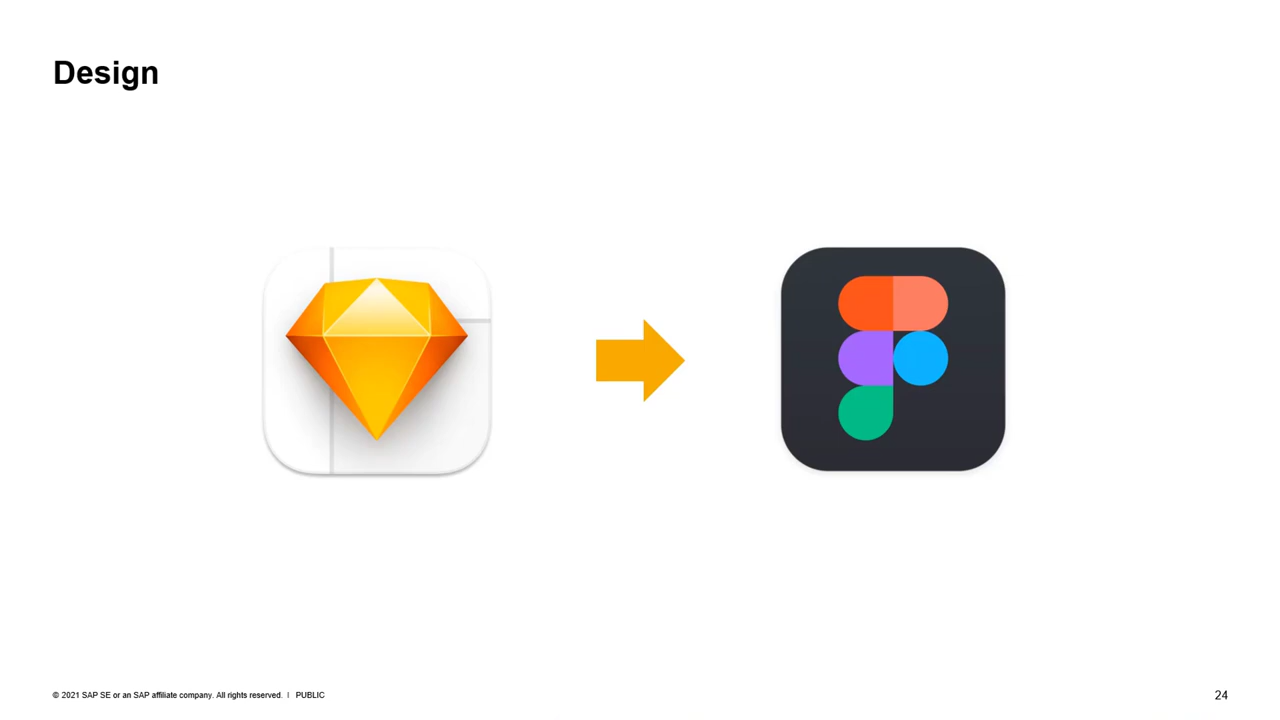 Design
© 2021 SAP SE or an SAP affiliate company. All rights reserved. | PUBLIC
24